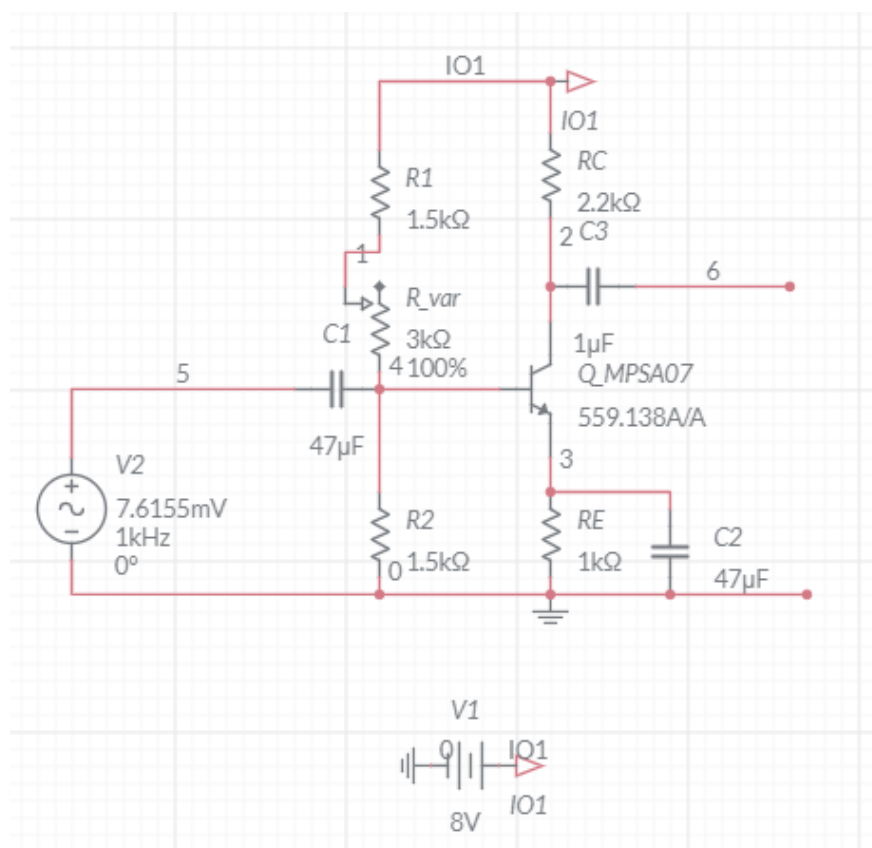 IO1
IO1
R1
1.5kΩ
RC
2.2kΩ
1
2
C3
R_var
3kΩ
100%
6
C1
47μF
4
1μF
Q_MPSA07
559.138A/A
5
3
V2
7.6155mV
1kHz
0°
R2
1.5kΩ
0
RE
1kΩ
C2
47μF
V1
0
IO1
IO1
8V